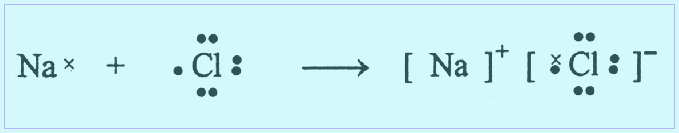 Na× + •Cl: ⟶ [ Na ]⁺ [ ×•Cl: ]⁻